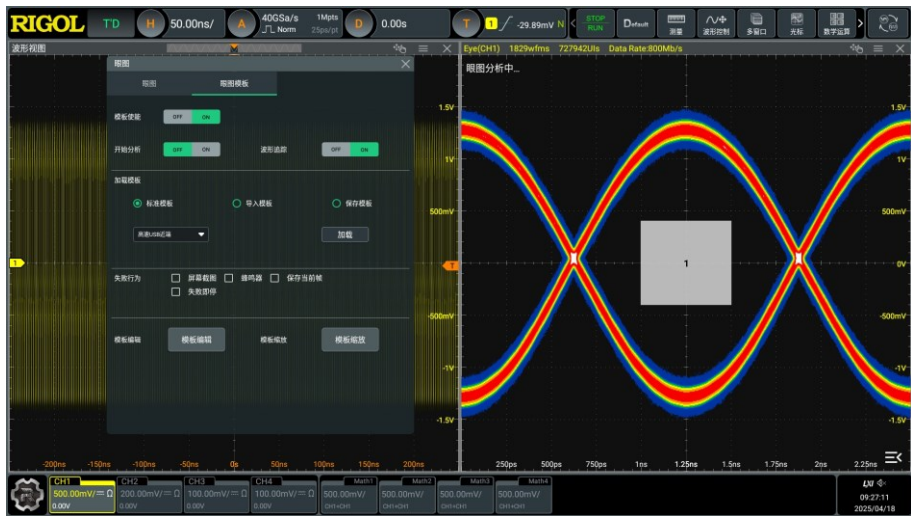 RIGOL T'D H 50.00ns/ A 40GSa/s Norm 1Mpts 25ps/pt D 0.00s T 1 -29.89mV N STOP RUN Default 测量 波形控制 多窗口 光标 数学运算
波形视图
Eye(CH1) 1829wfms 727942UIs Data Rate:800Mb/s
眼图分析中...
眼图
眼图 眼图模板
模板使能 OFF ON
开始分析 OFF ON 波形追踪 OFF ON
加载模板
标准模板 导入模板 保存模板
高速USB近端 加载
失败行为 屏幕截图 蜂鸣器 保存当前帧
失败即停
模板编辑 模板编辑 模板缩放 模板缩放
1.5V
1V
500mV
-500mV
-1V
-1.5V
-200ns -150ns -100ns -50ns 0s 50ns 100ns 150ns 200ns
1
T
1
1.5V
1V
500mV
0V
-500mV
-1V
-1.5V
250ps 500ps 750ps 1ns 1.25ns 1.5ns 1.75ns 2ns 2.25ns
CH1 500.00mV/ Ω 0.00V
CH2 200.00mV/ Ω 0.00V
CH3 100.00mV/ Ω 0.00V
CH4 100.00mV/ Ω 0.00V
Math1 500.00mV/ CH1+CH1
Math2 500.00mV/ CH1+CH1
Math3 500.00mV/ CH1+CH1
Math4 500.00mV/ CH1+CH1
LXI
09:27:11
2025/04/18